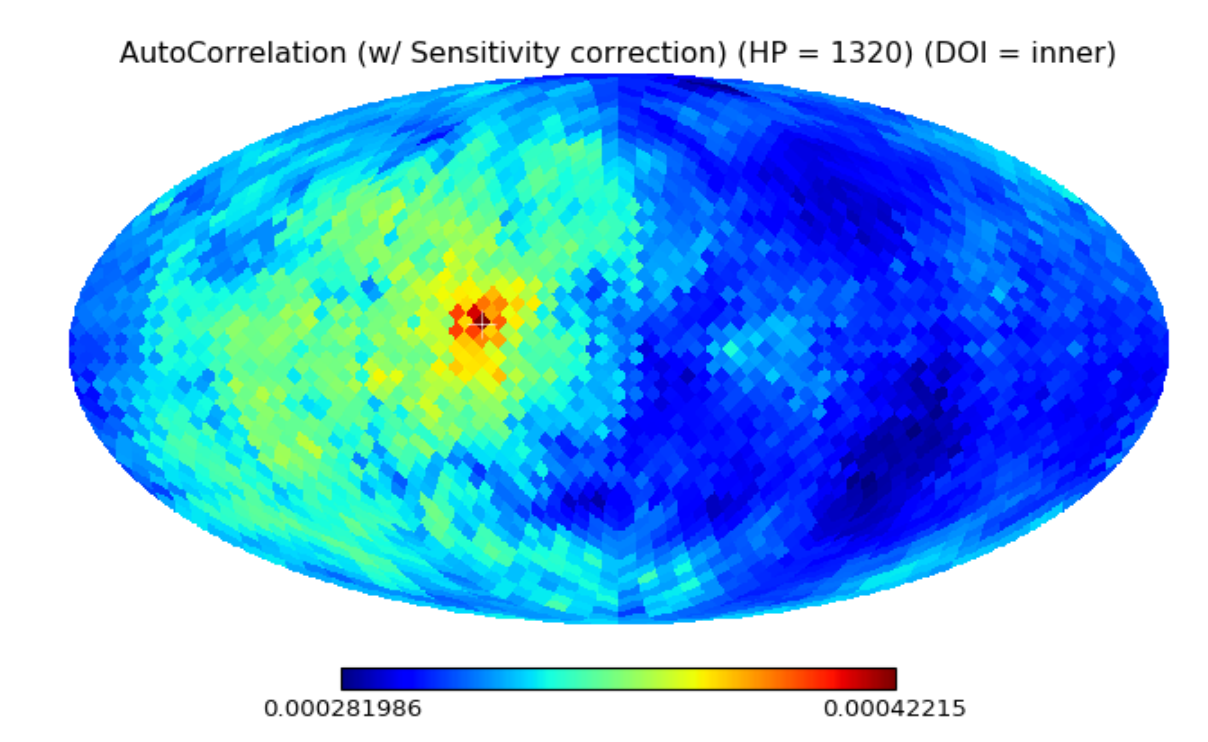 AutoCorrelation (w/ Sensitivity correction) (HP = 1320) (DOI = inner)
0.000281986 0.00042215